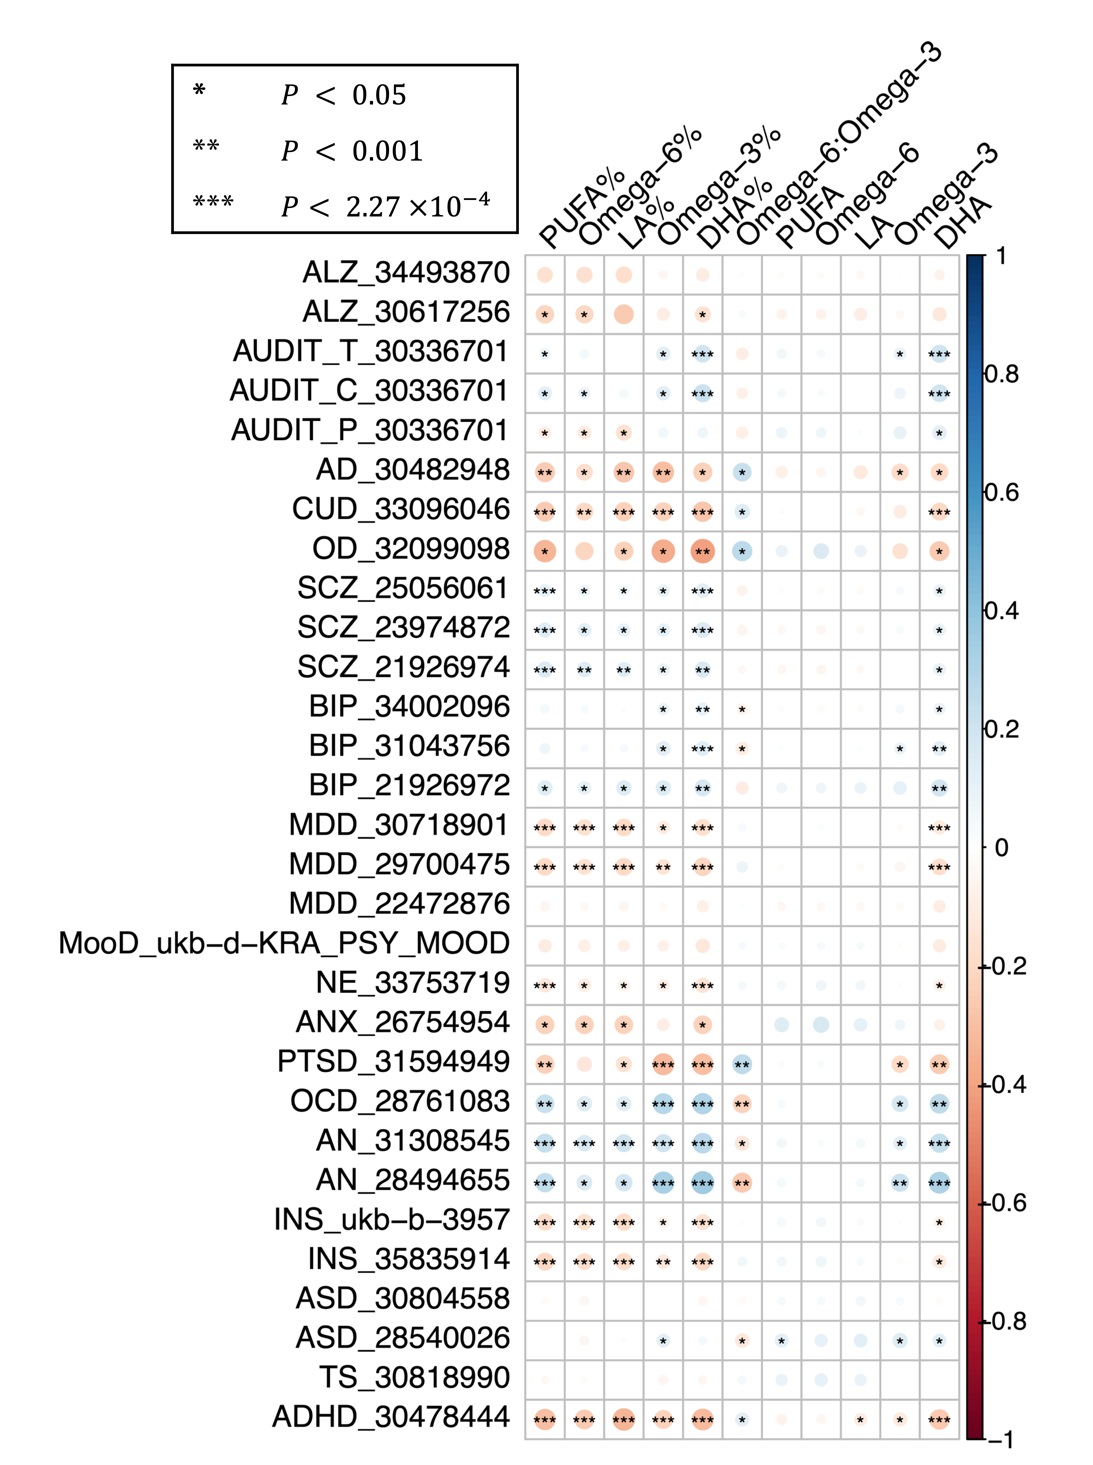 * P < 0.05
** P < 0.001
*** P < 2.27 ×10⁻⁴
PUFA%
Omega−6%
LA%
Omega−3%
DHA%
Omega−6:Omega−3
PUFA
Omega−6
LA
Omega−3
DHA
ALZ_34493870
ALZ_30617256 * * *
AUDIT_T_30336701 * * *** * ***
AUDIT_C_30336701 * * * *** ***
AUDIT_P_30336701 * * * *
AD_30482948 ** * ** ** * * * *
CUD_33096046 *** ** *** *** *** * ***
OD_32099098 * * * ** * *
SCZ_25056061 *** * * * *** *
SCZ_23974872 *** * * * *** *
SCZ_21926974 *** ** ** * ** *
BIP_34002096 * ** * *
BIP_31043756 * *** * * **
BIP_21926972 * * * * ** **
MDD_30718901 *** *** *** * *** ***
MDD_29700475 *** *** *** ** *** ***
MDD_22472876
MooD_ukb−d−KRA_PSY_MOOD
NE_33753719 *** * * * *** *
ANX_26754954 * * * *
PTSD_31594949 ** * *** *** ** * **
OCD_28761083 ** * * *** *** ** * **
AN_31308545 *** *** *** *** *** * * ***
AN_28494655 *** * * *** *** ** ** ***
INS_ukb−b−3957 *** *** *** * *** *
INS_35835914 *** *** *** ** *** *
ASD_30804558
ASD_28540026 * * * * *
TS_30818990
ADHD_30478444 *** *** *** *** *** * * * ***
1
0.8
0.6
0.4
0.2
0
−0.2
−0.4
−0.6
−0.8
−1